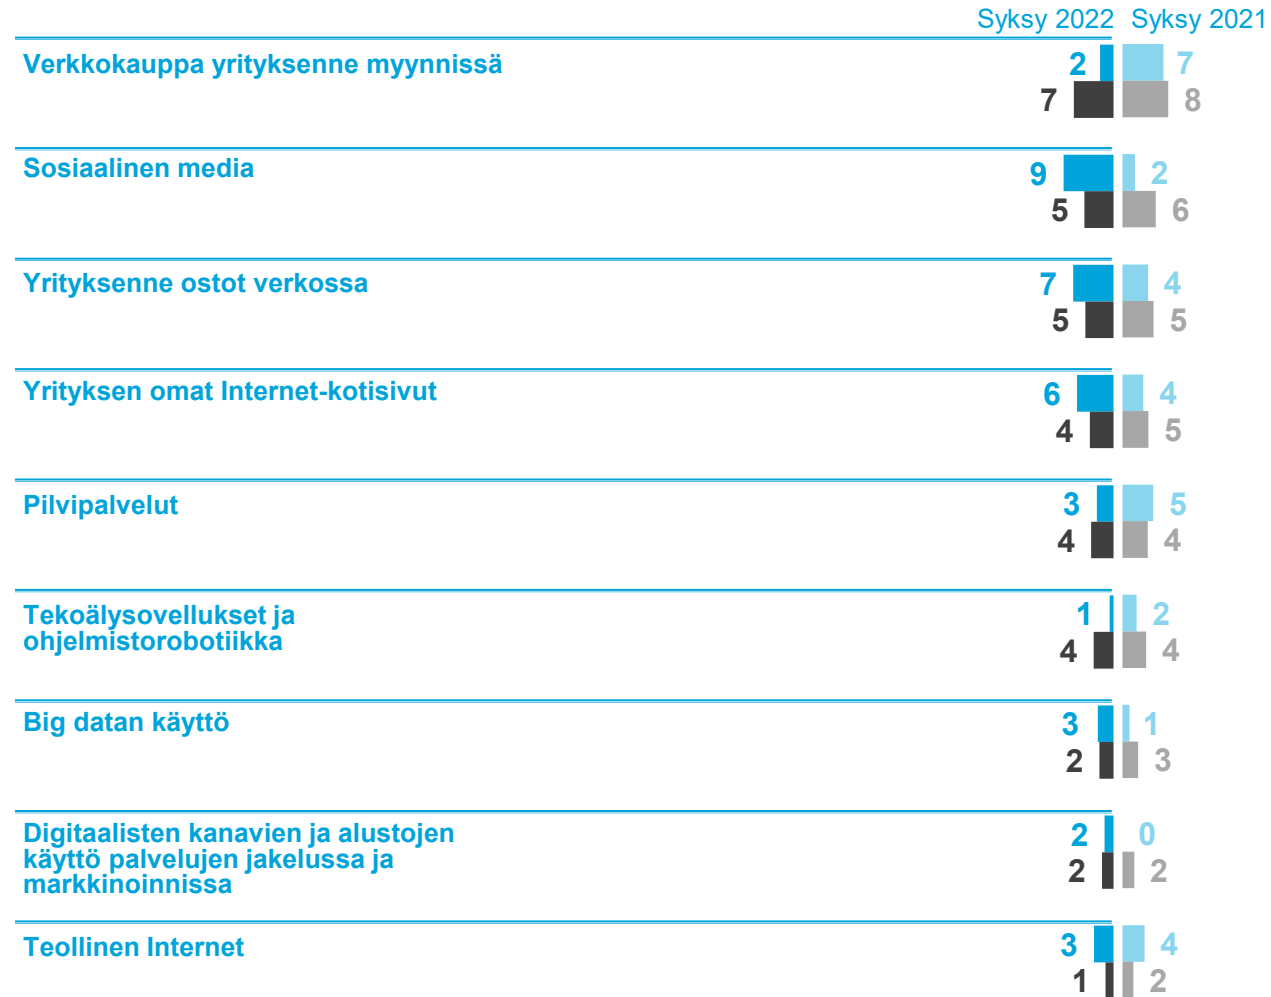 Syksy 2022 Syksy 2021
Verkkokauppa yrityksenne myynnissä
2 7
7 8
Sosiaalinen media
9 2
5 6
Yrityksenne ostot verkossa
7 4
5 5
Yrityksen omat Internet-kotisivut
6 4
4 5
Pilvipalvelut
3 5
4 4
Tekoälysovellukset ja
ohjelmistorobotiikka
1 2
4 4
Big datan käyttö
3 1
2 3
Digitaalisten kanavien ja alustojen
käyttö palvelujen jakelussa ja
markkinoinnissa
2 0
2 2
Teollinen Internet
3 4
1 2